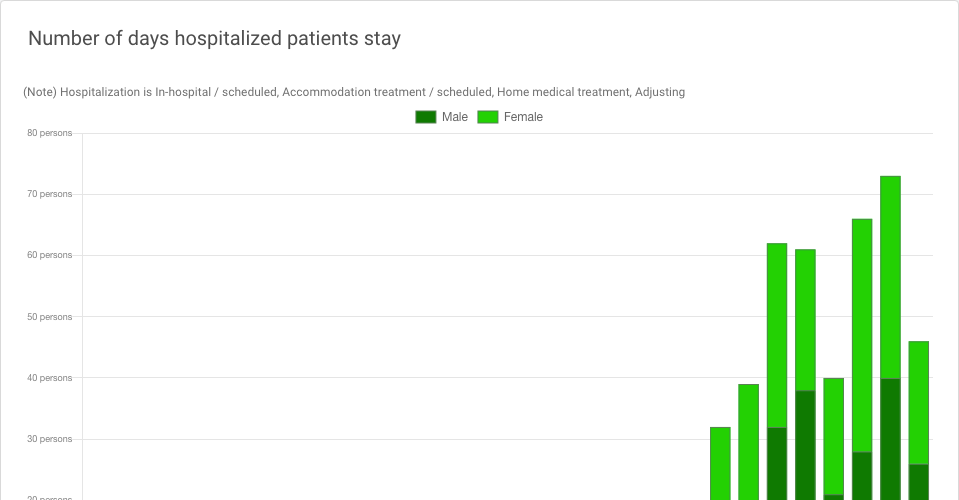 Number of days hospitalized patients stay
(Note) Hospitalization is In-hospital / scheduled, Accommodation treatment / scheduled, Home medical treatment, Adjusting
Male Female
80 persons
70 persons
60 persons
50 persons
40 persons
30 persons
20 persons